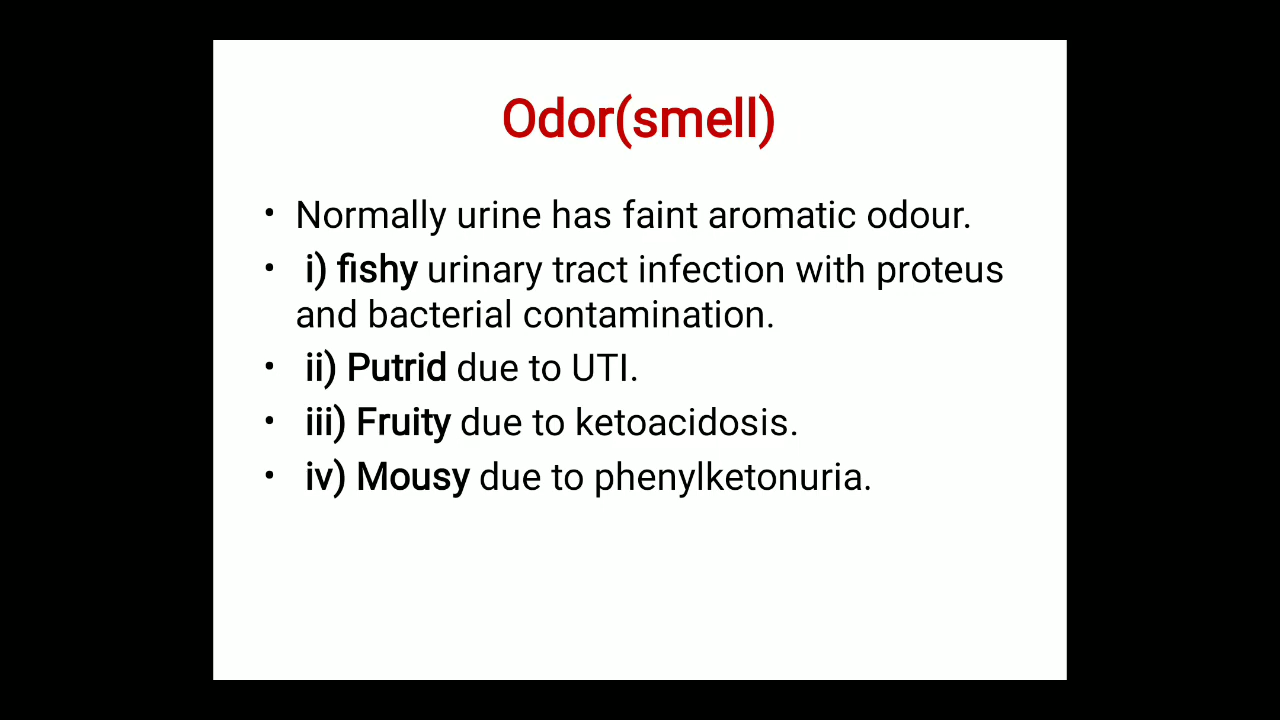 Odor(smell)
• Normally urine has faint aromatic odour.
• i) fishy urinary tract infection with proteus
and bacterial contamination.
• ii) Putrid due to UTI.
• iii) Fruity due to ketoacidosis.
• iv) Mousy due to phenylketonuria.